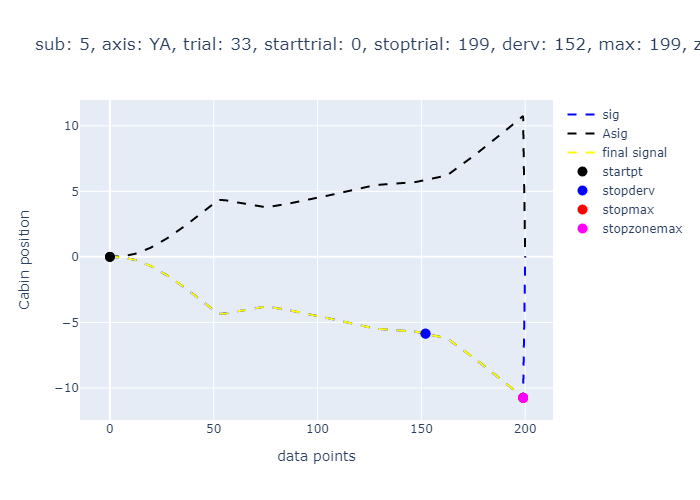 sub: 5, axis: YA, trial: 33, starttrial: 0, stoptrial: 199, derv: 152, max: 199, z
10
5
0
−5
−10
0
50
100
150
200
Cabin position
data points
sig
Asig
final signal
startpt
stopderv
stopmax
stopzonemax